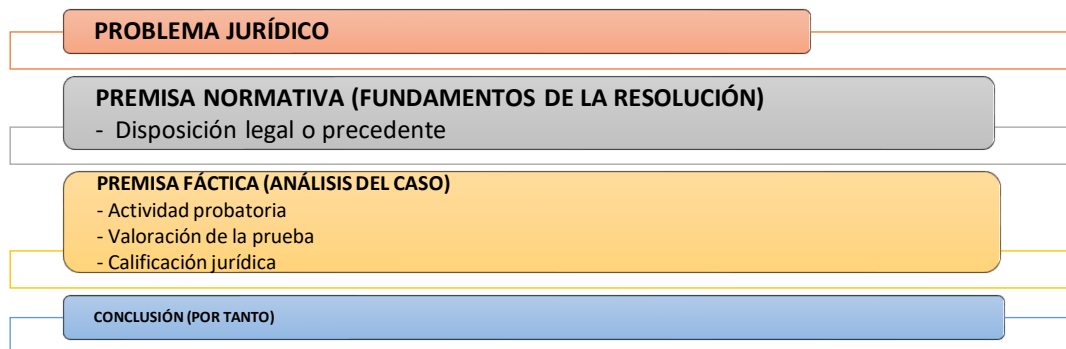 PROBLEMA JURÍDICO
PREMISA NORMATIVA (FUNDAMENTOS DE LA RESOLUCIÓN)
- Disposición legal o precedente
PREMISA FÁCTICA (ANÁLISIS DEL CASO)
- Actividad probatoria
- Valoración de la prueba
- Calificación jurídica
CONCLUSIÓN (POR TANTO)